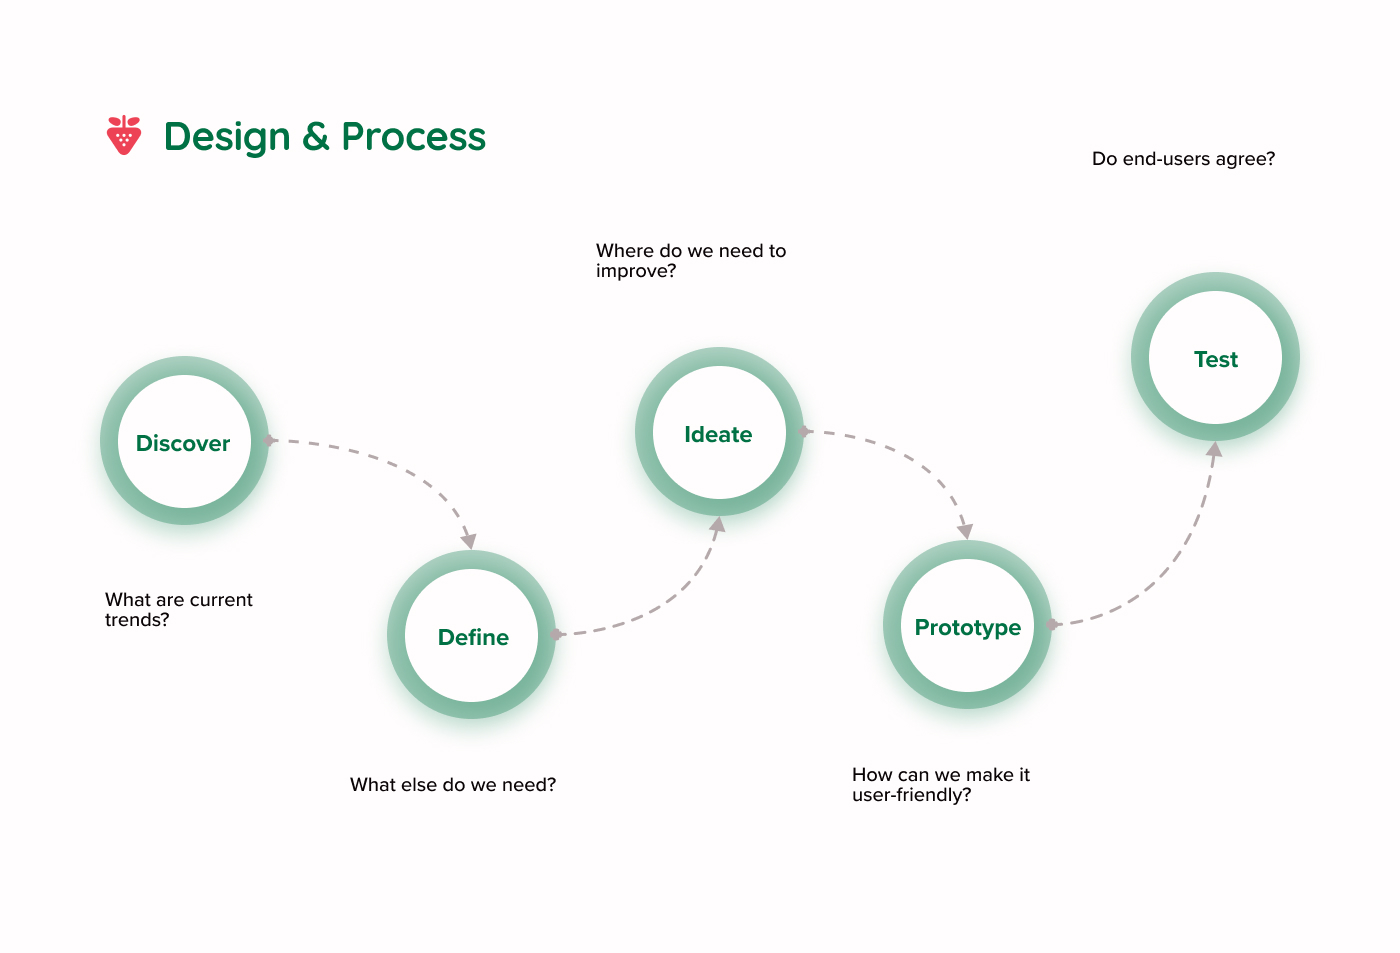 Design & Process
Do end-users agree?
Where do we need to
improve?
Test
Ideate
Discover
What are current
trends?
Define
Prototype
What else do we need?
How can we make it
user-friendly?